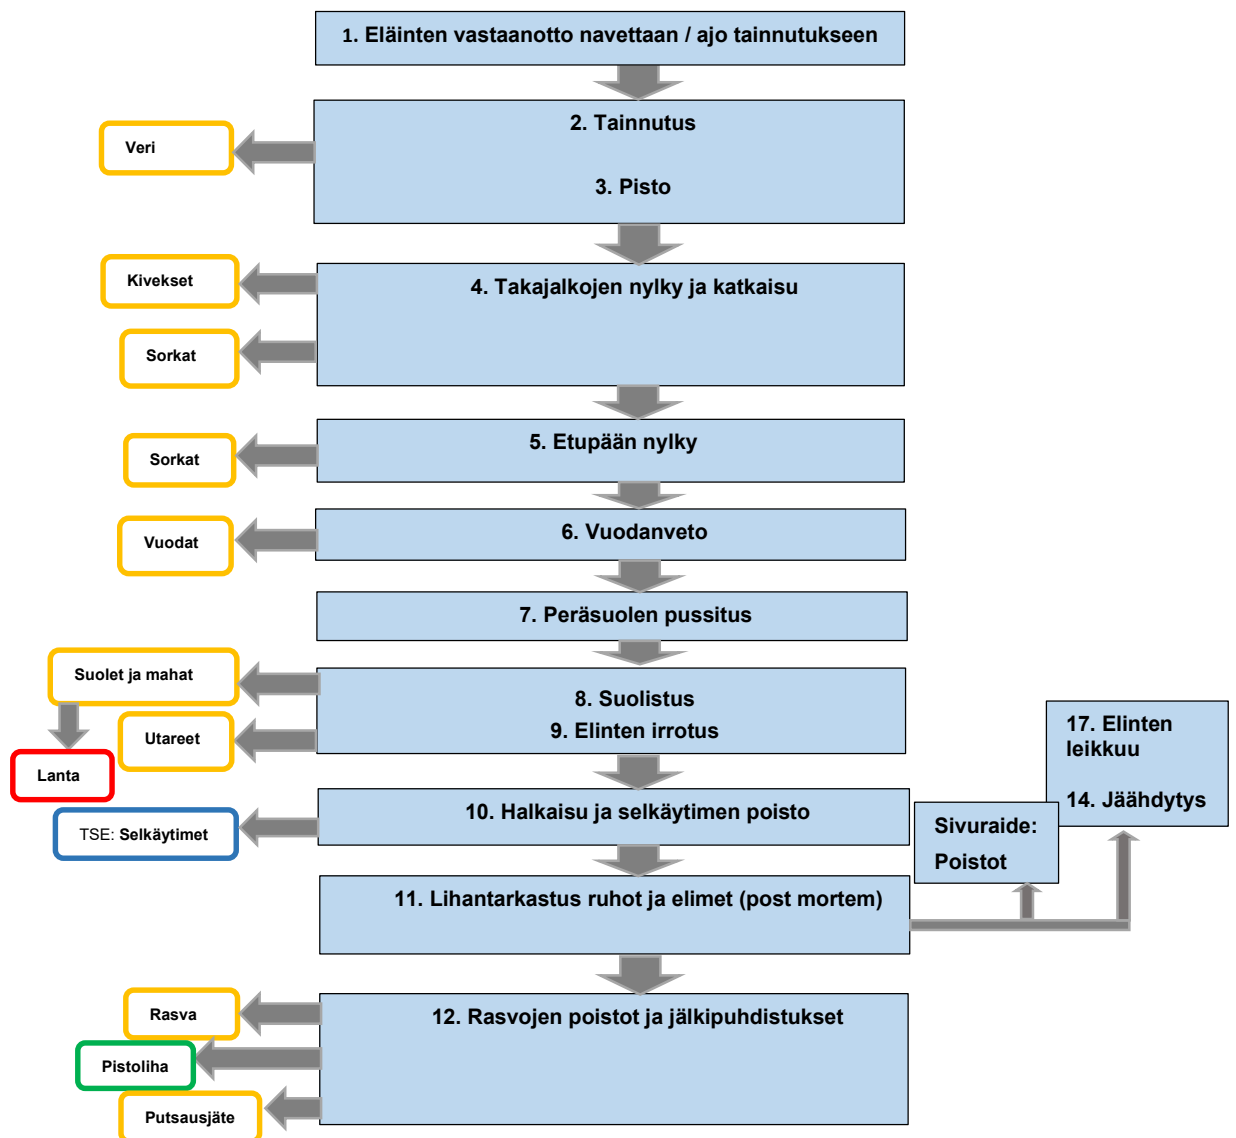 1. Eläinten vastaanotto navettaan / ajo tainnutukseen
2. Tainnutus
Veri
3. Pisto
Kivekset
4. Takajalkojen nylky ja katkaisu
Sorkat
5. Etupään nylky
Sorkat
6. Vuodanveto
Vuodat
7. Peräsuolen pussitus
Suolet ja mahat
8. Suolistus
9. Elinten irrotus
Utareet
Lanta
17. Elinten
leikkuu
14. Jäähdytys
10. Halkaisu ja selkäytimen poisto
TSE: Selkäytimet
Sivuraide:
Poistot
11. Lihantarkastus ruhot ja elimet (post mortem)
12. Rasvojen poistot ja jälkipuhdistukset
Rasva
Pistoliha
Putsausjäte